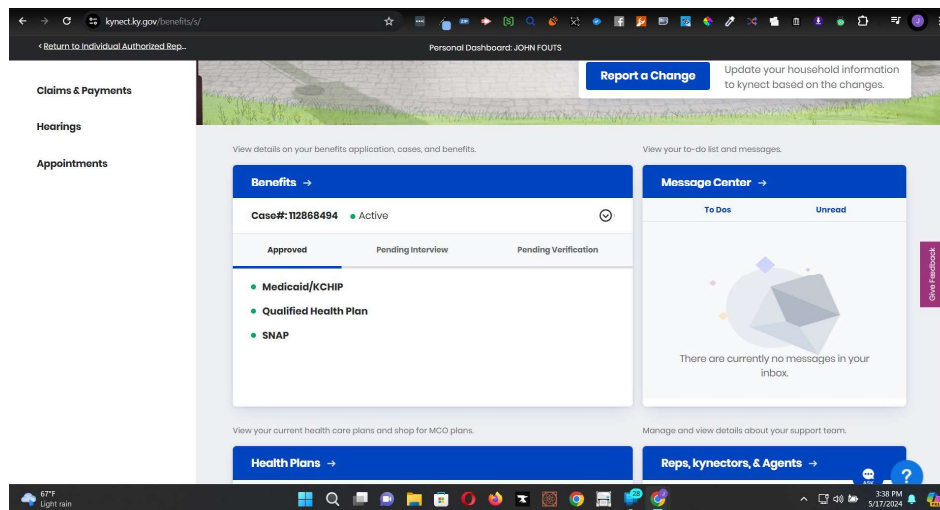 kynect.ky.gov/benefits/s/
< Return to Individual Authorized Rep...
Personal Dashboard: JOHN FOUTS
Claims & Payments
Hearings
Appointments
Report a Change
Update your household information
to kynect based on the changes.
View details on your benefits application, cases, and benefits.
Benefits →
Case#: 112868494 • Active
Approved
Pending Interview
Pending Verification
• Medicaid/KCHIP
• Qualified Health Plan
• SNAP
View your to-do list and messages.
Message Center →
To Dos
Unread
There are currently no messages in your
inbox.
Give Feedback
View your current health care plans and shop for MCO plans.
Health Plans →
Manage and view details about your support team.
Reps, kynectors, & Agents →
?
67°F
Light rain
28
3:38 PM
5/17/2024